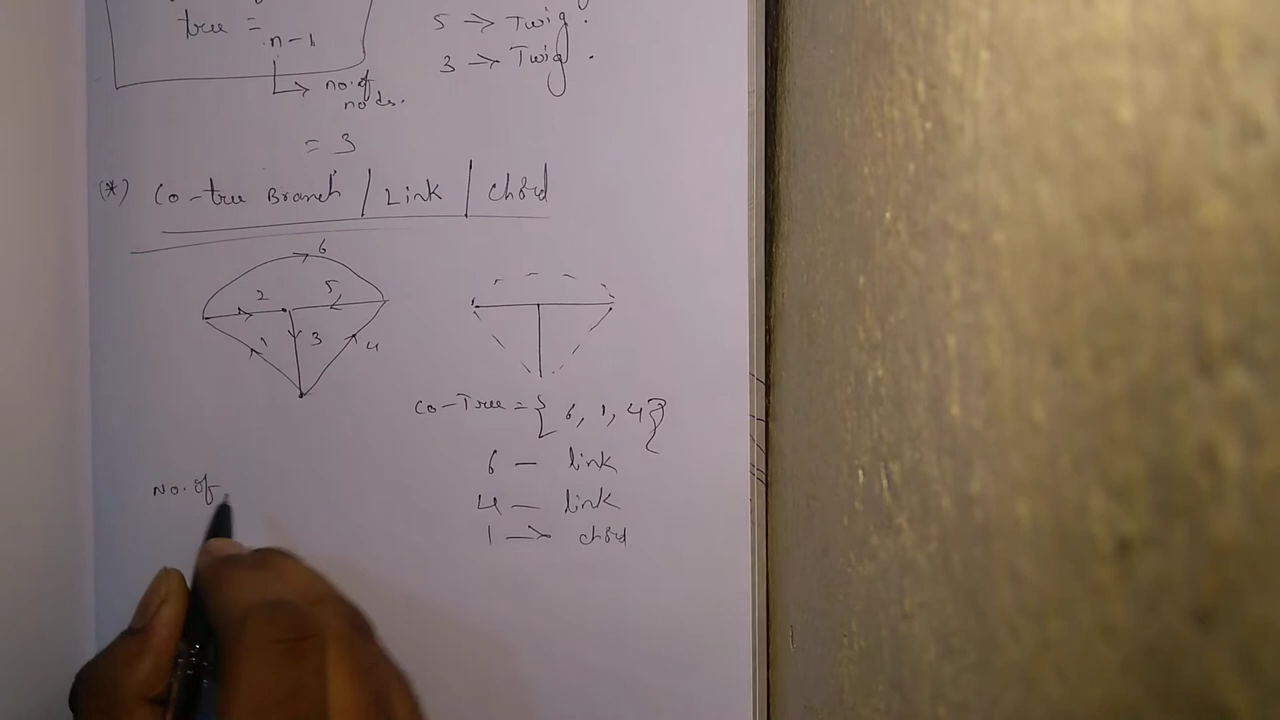 tree = n-1
5 → Twig.
3 → Twig.
no. of
nodes.
= 3
(*) Co-tree Branch / Link / chord
6
2
5
1
3
4
Co-Tree = { 6, 1, 4 }
6 — link
4 — link
1 → chord
No. of